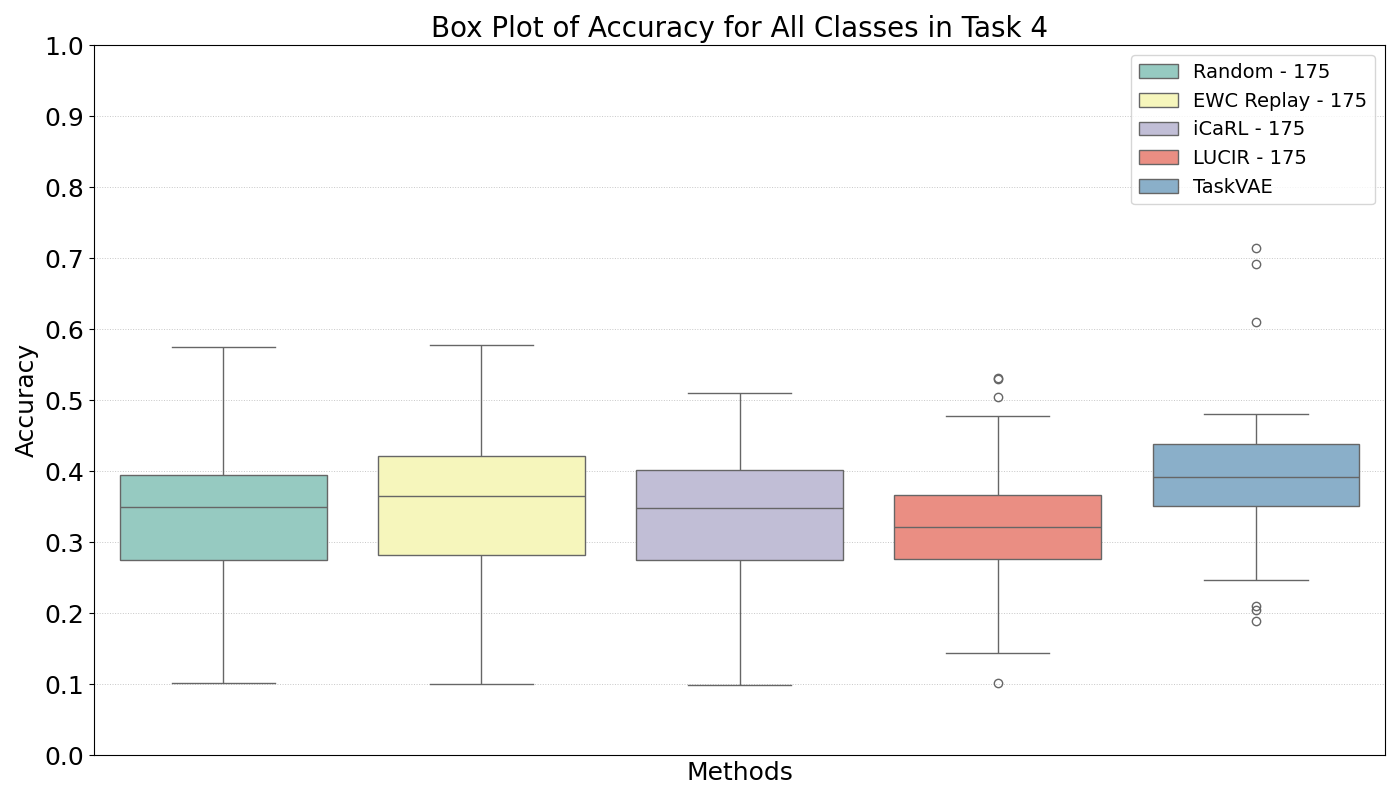 Box Plot of Accuracy for All Classes in Task 4
1.0
0.9
0.8
0.7
0.6
0.5
0.4
0.3
0.2
0.1
0.0
Accuracy
Methods
Random - 175
EWC Replay - 175
iCaRL - 175
LUCIR - 175
TaskVAE